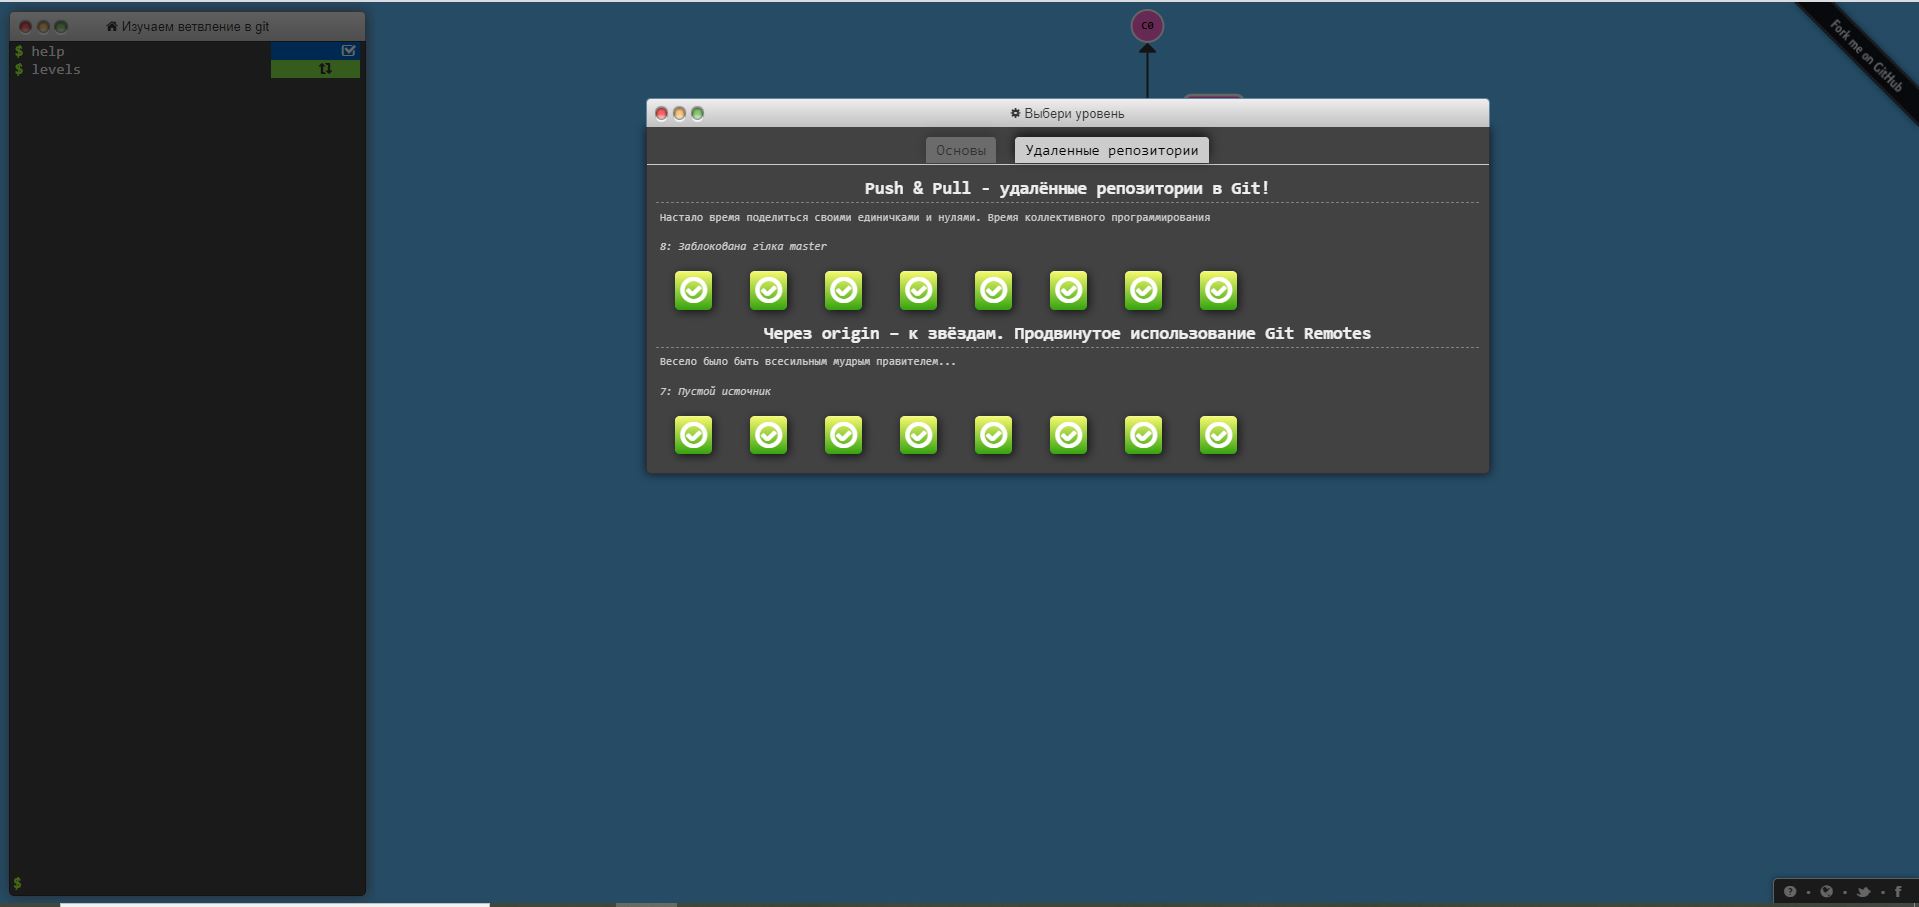 Изучаем ветвление в git
$ help
$ levels
$
C0
Fork me on GitHub
Выбери уровень
Основы
Удаленные репозитории
Push & Pull - удалённые репозитории в Git!
Настало время поделиться своими единичками и нулями. Время коллективного программирования
8: Заблокована гілка master
Через origin – к звёздам. Продвинутое использование Git Remotes
Весело было быть всесильным мудрым правителем...
7: Пустой источник